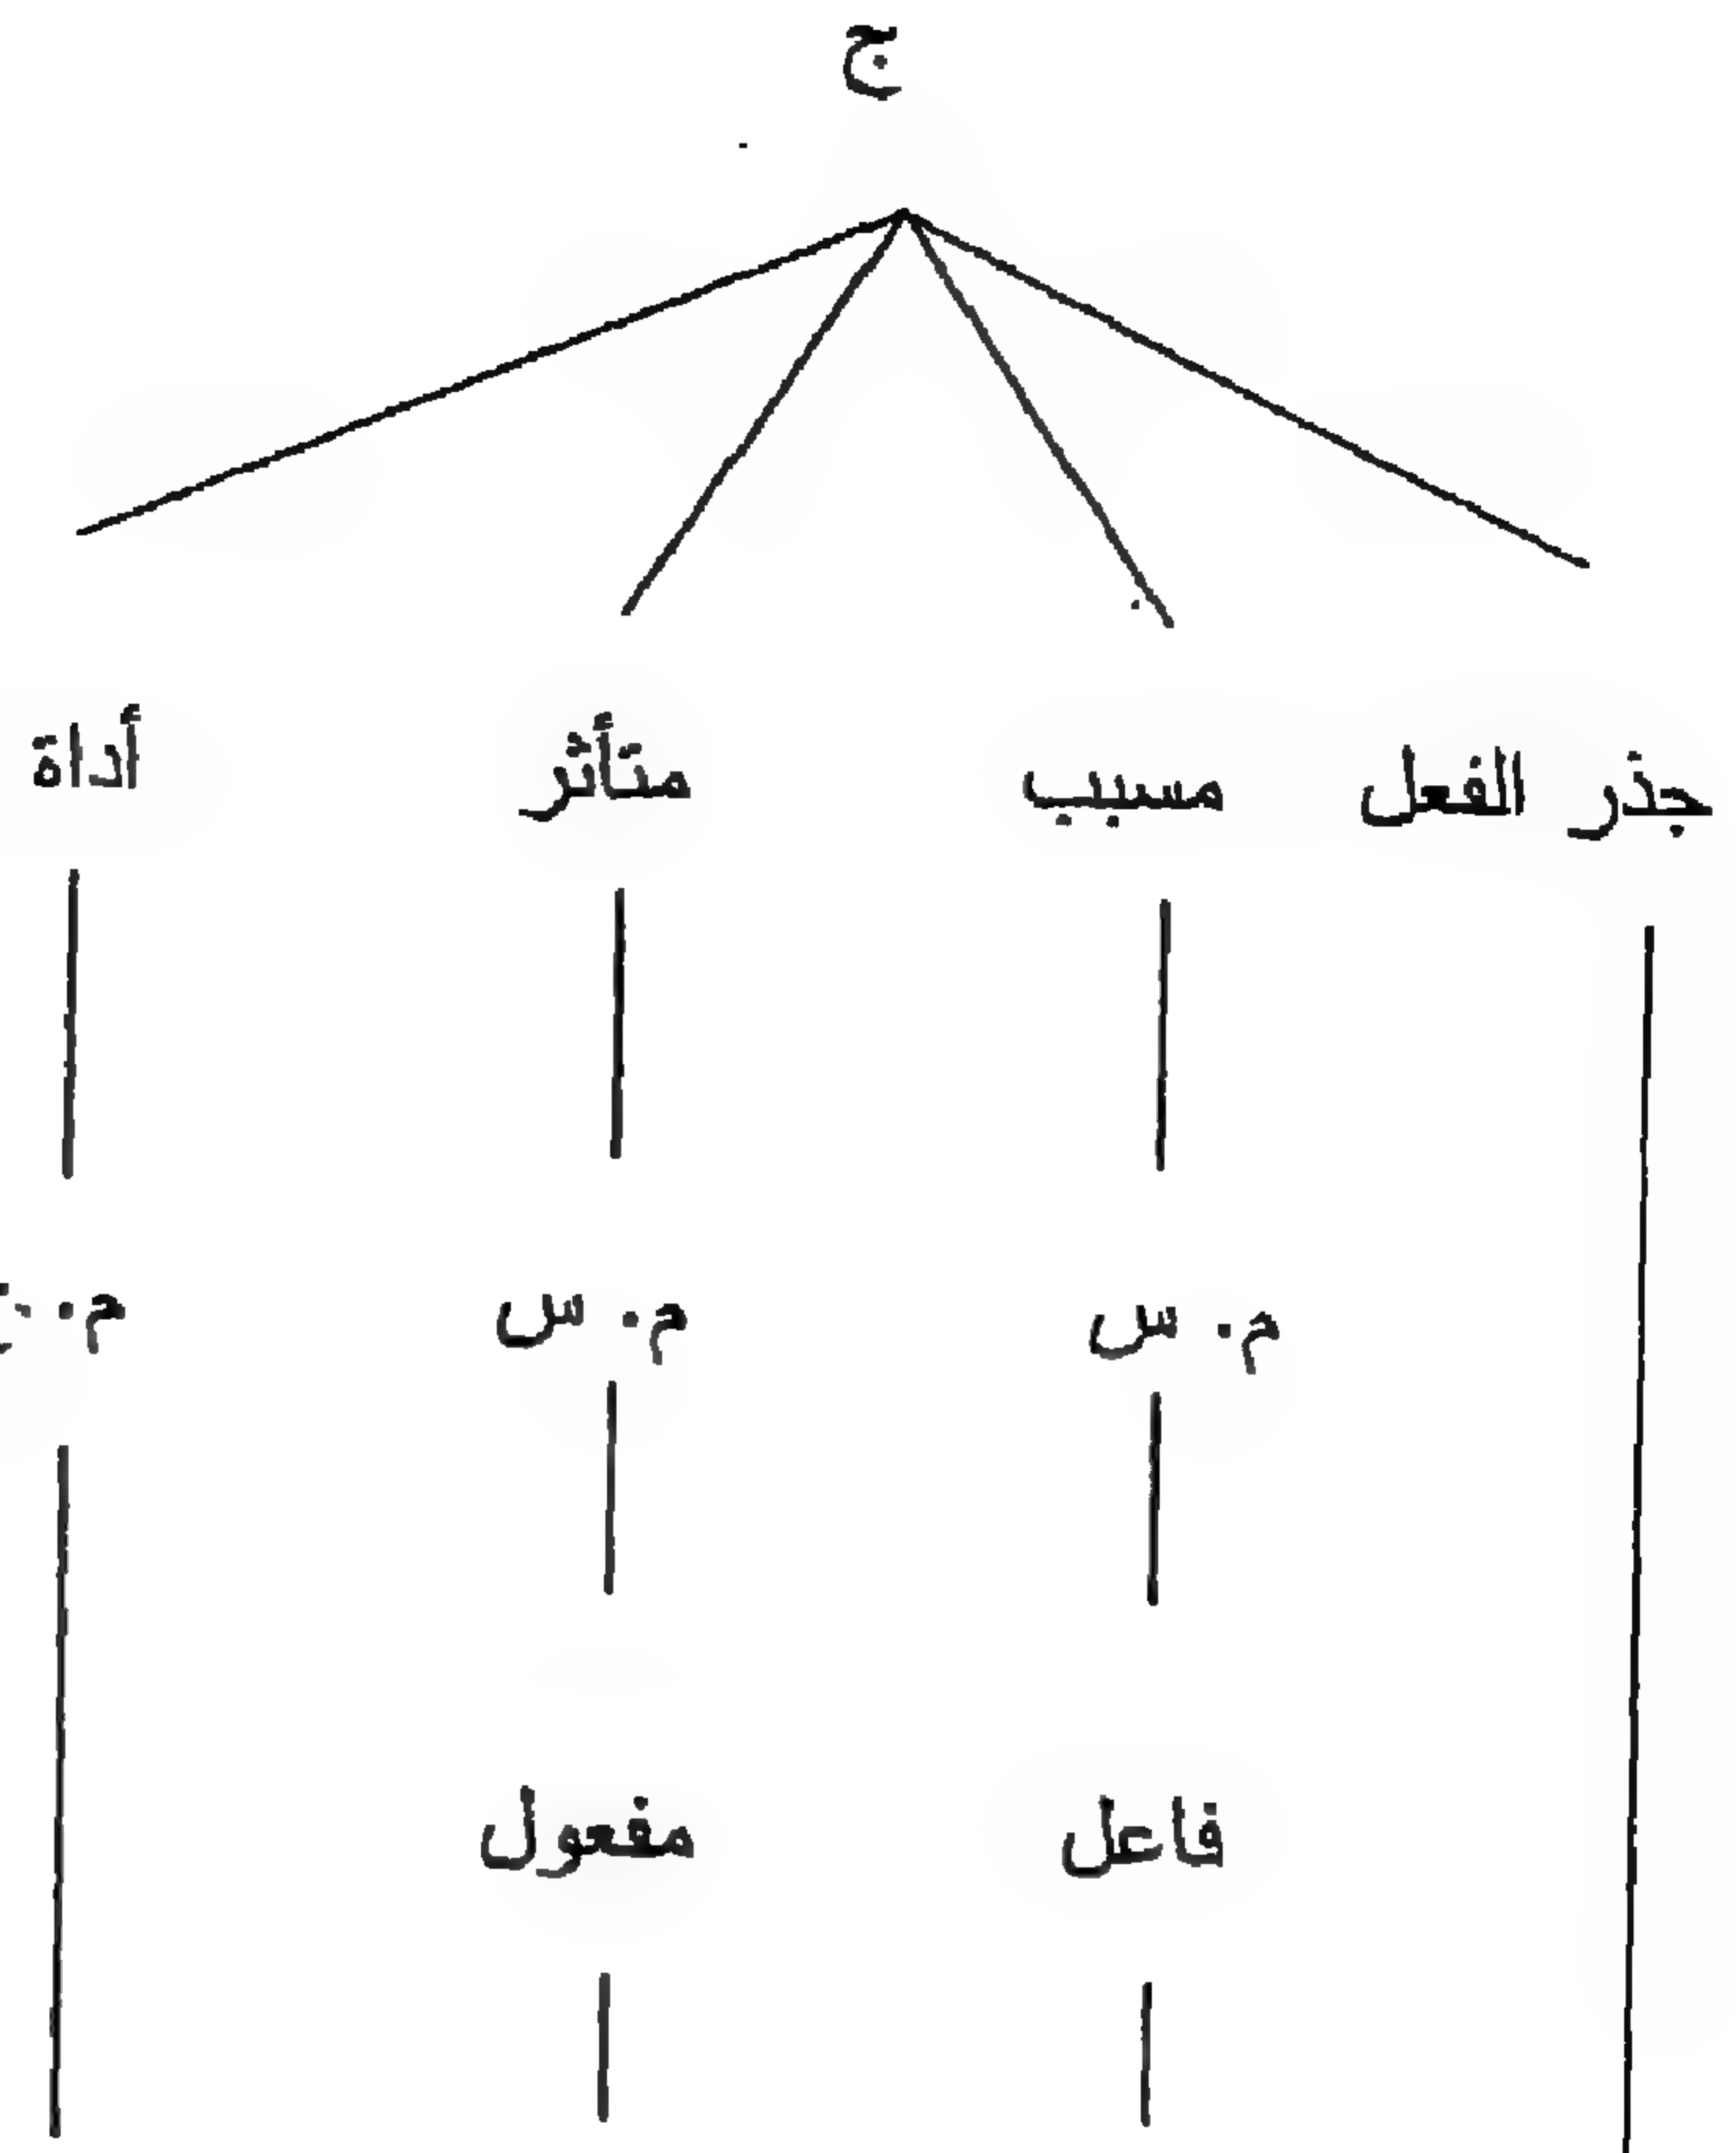 ج
جذر الفعل مسبب متأثر أداة
م. س م. س م.
فاعل مفعول